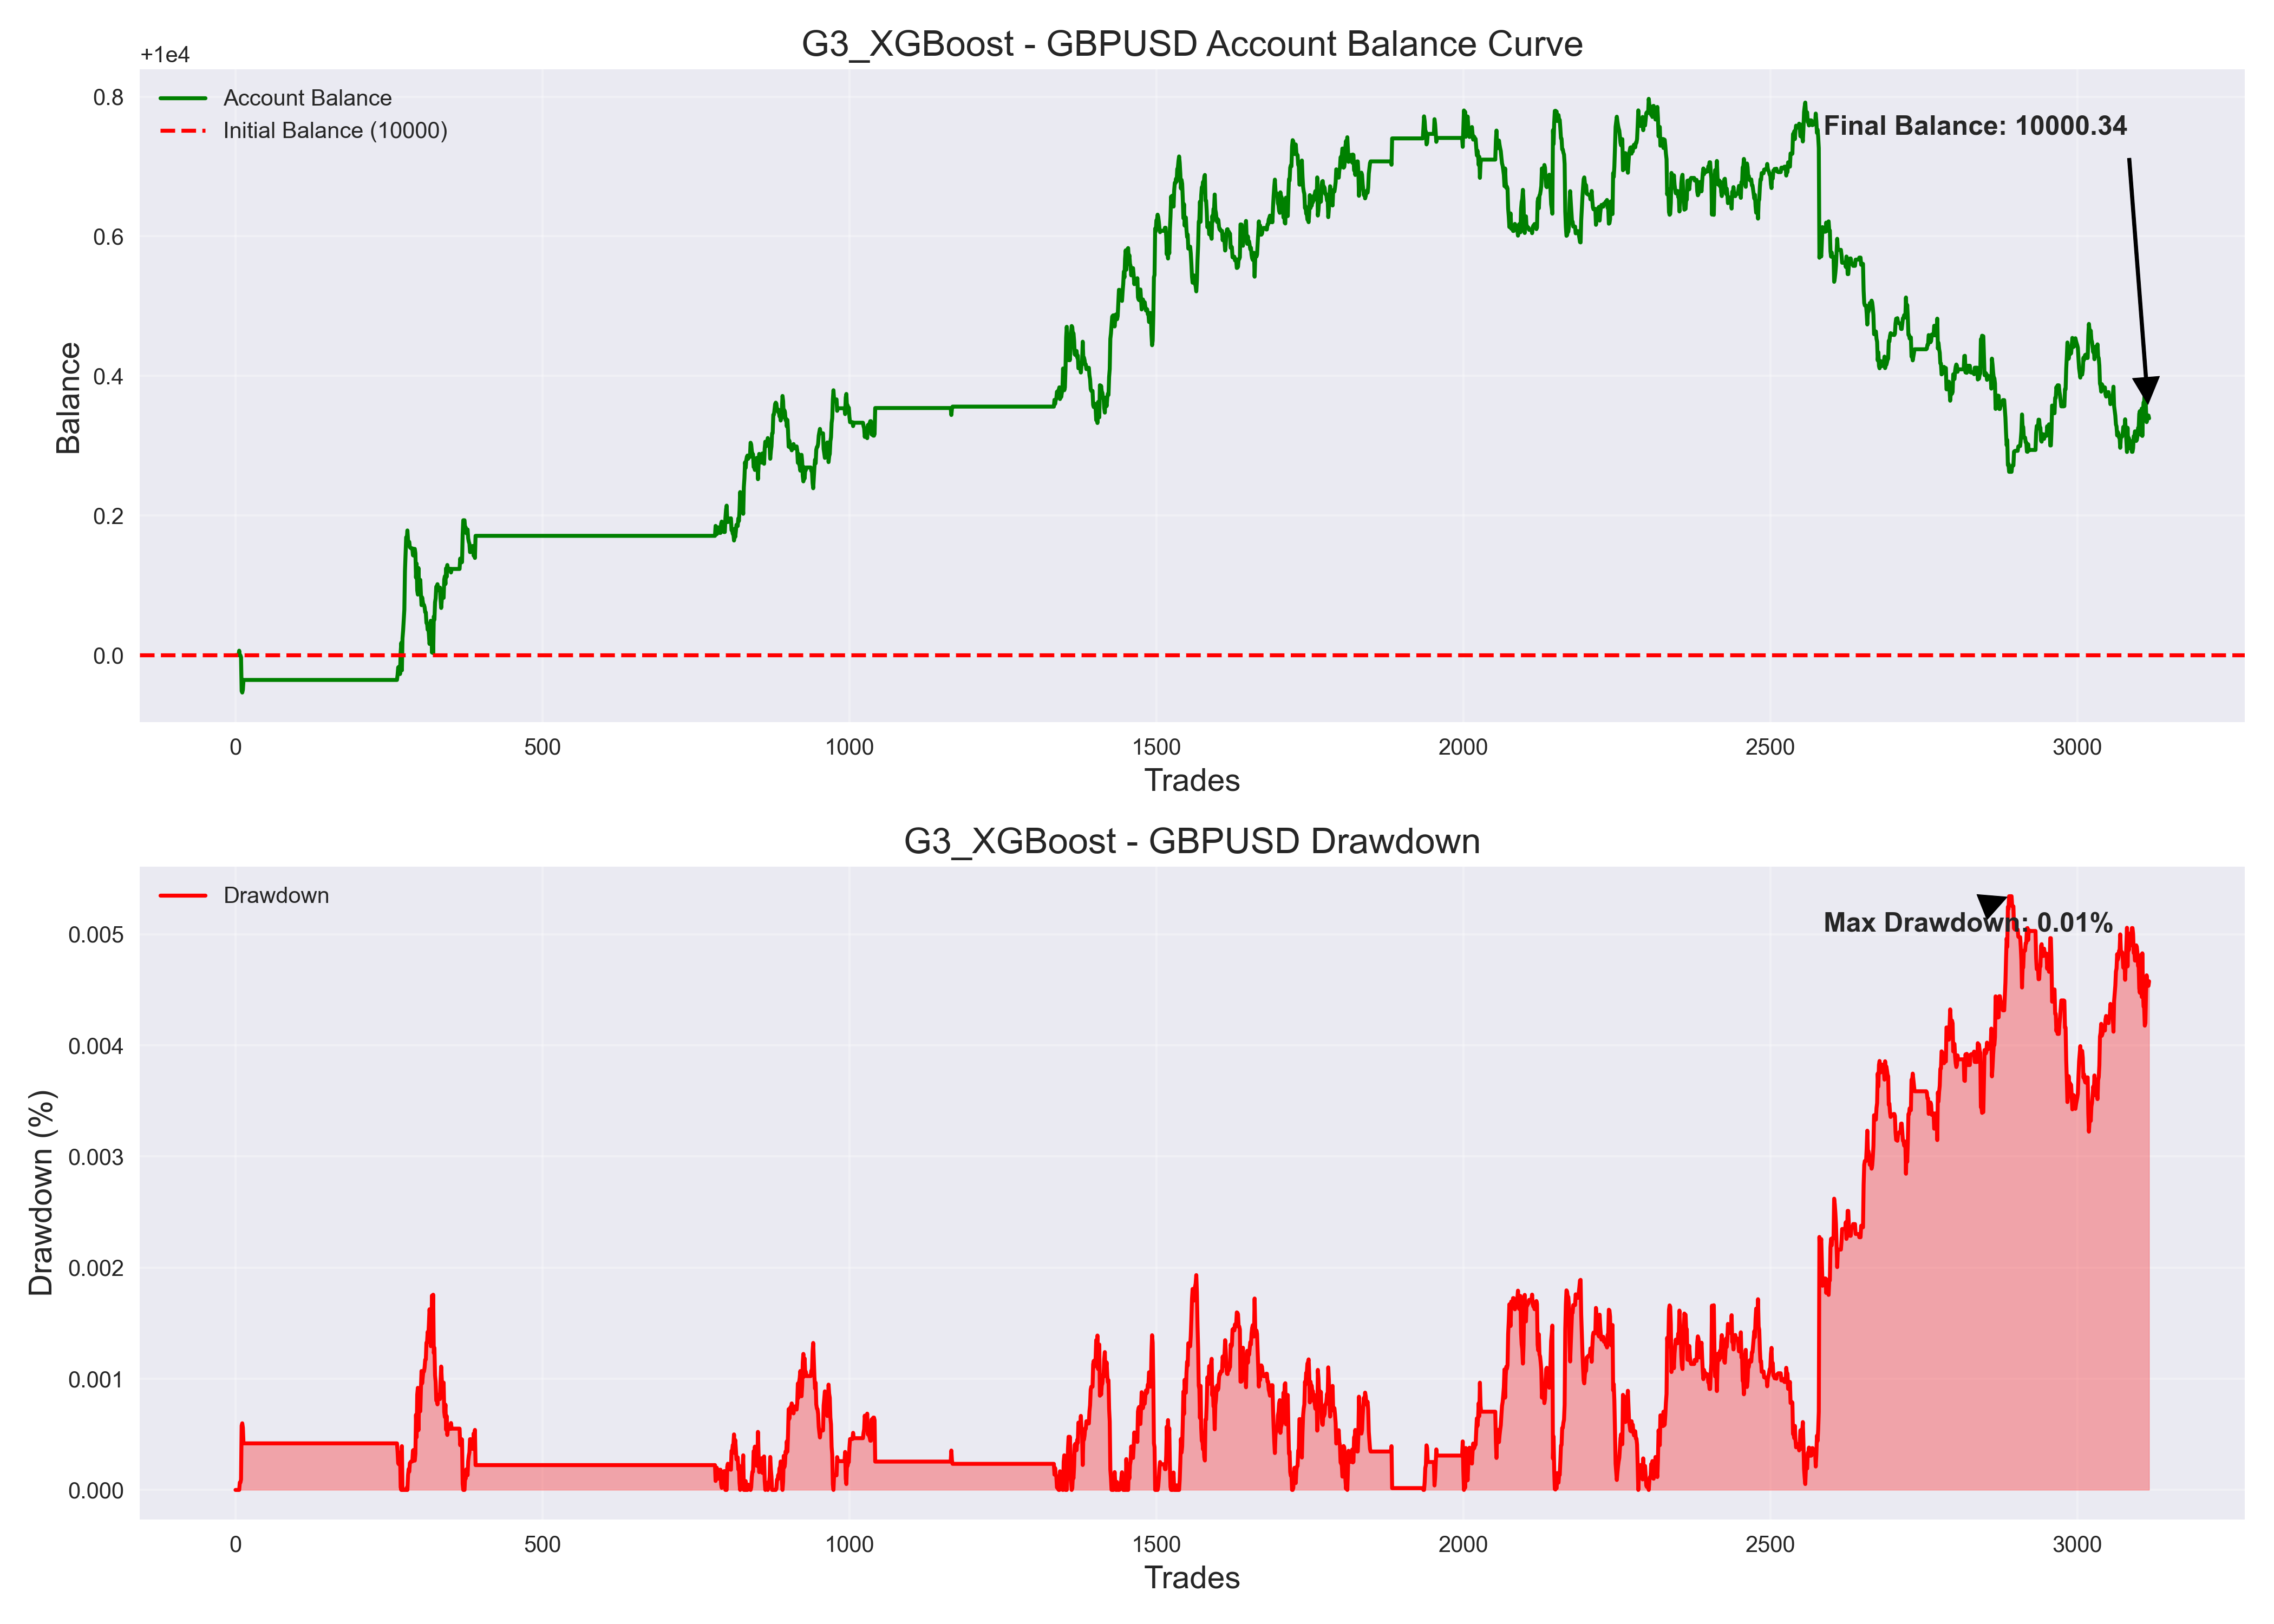 G3_XGBoost - GBPUSD Account Balance Curve
+1e4
Account Balance
Initial Balance (10000)
Final Balance: 10000.34
0.8
0.6
0.4
0.2
0.0
Balance
0 500 1000 1500 2000 2500 3000
Trades
G3_XGBoost - GBPUSD Drawdown
Drawdown
Max Drawdown: 0.01%
0.005
0.004
0.003
0.002
0.001
0.000
Drawdown (%)
0 500 1000 1500 2000 2500 3000
Trades